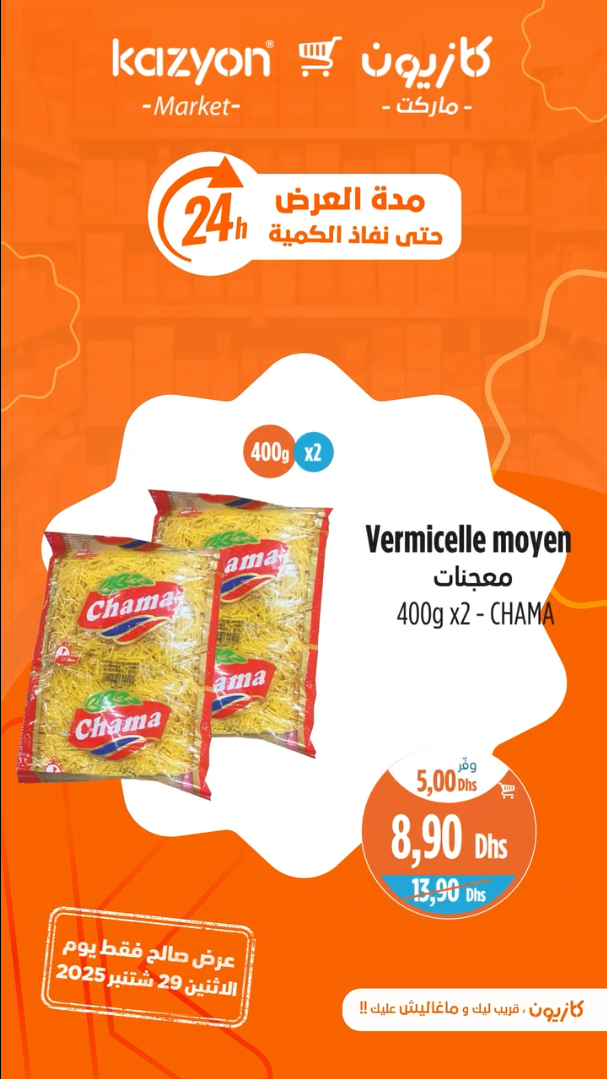 kazyon كازيون
-Market- - ماركت -
24h
مدة العرض
حتى نفاذ الكمية
400g x2
Chama
Chama
ama
ama
Vermicelle moyen
معجنات
400g x2 - CHAMA
وفّر
5,00 Dhs
8,90 Dhs
13,90 Dhs
عرض صالح فقط يوم
الاثنين 29 شتنبر 2025
كازيون ، قريب ليك و ماغاليش عليك !!